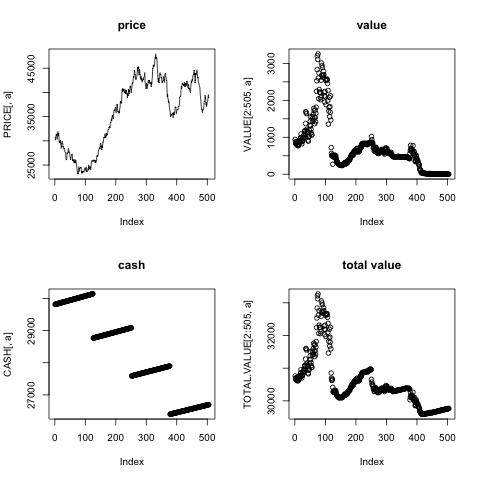 price
PRICE[, a]
45000
35000
25000
0 100 200 300 400 500
Index
value
VALUE[2:505, a]
3000
2000
1000
0
0 100 200 300 400 500
Index
cash
CASH[, a]
29000
27000
0 100 200 300 400 500
Index
total value
TOTAL.VALUE[2:505, a]
32000
30000
0 100 200 300 400 500
Index